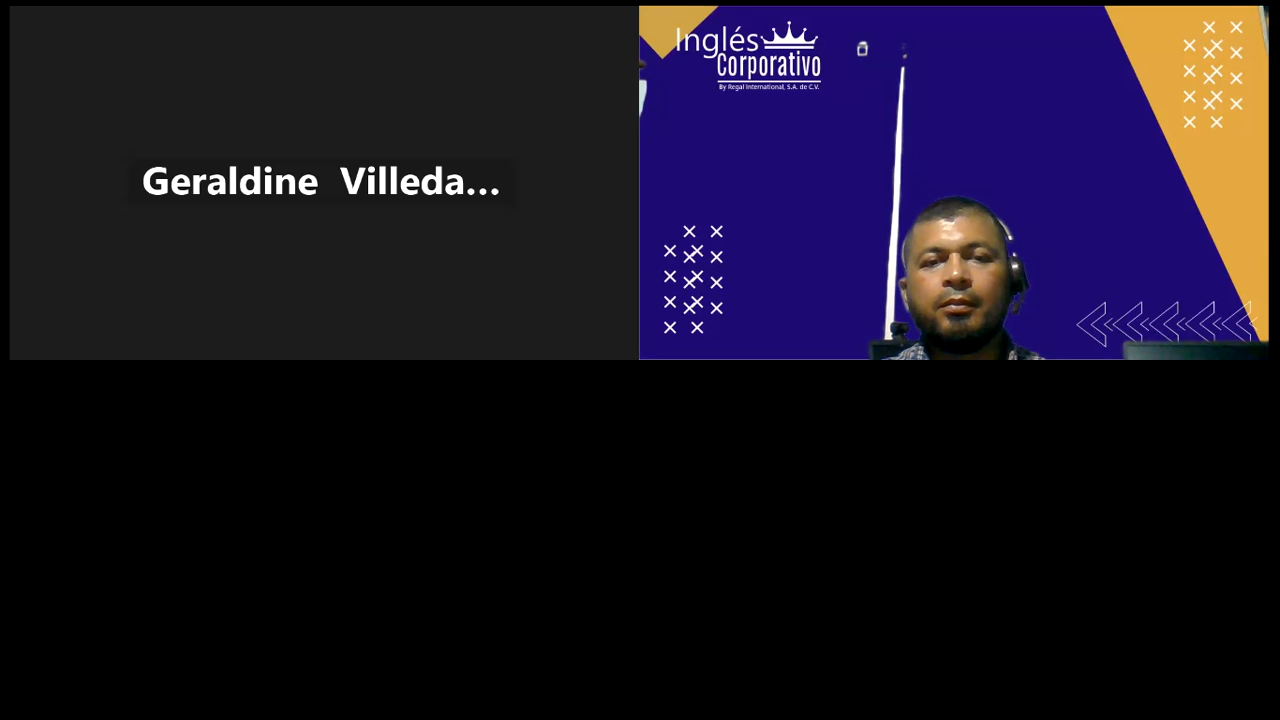 Geraldine Villeda...
Inglés
Corporativo
By Regal International, S.A. de C.V.